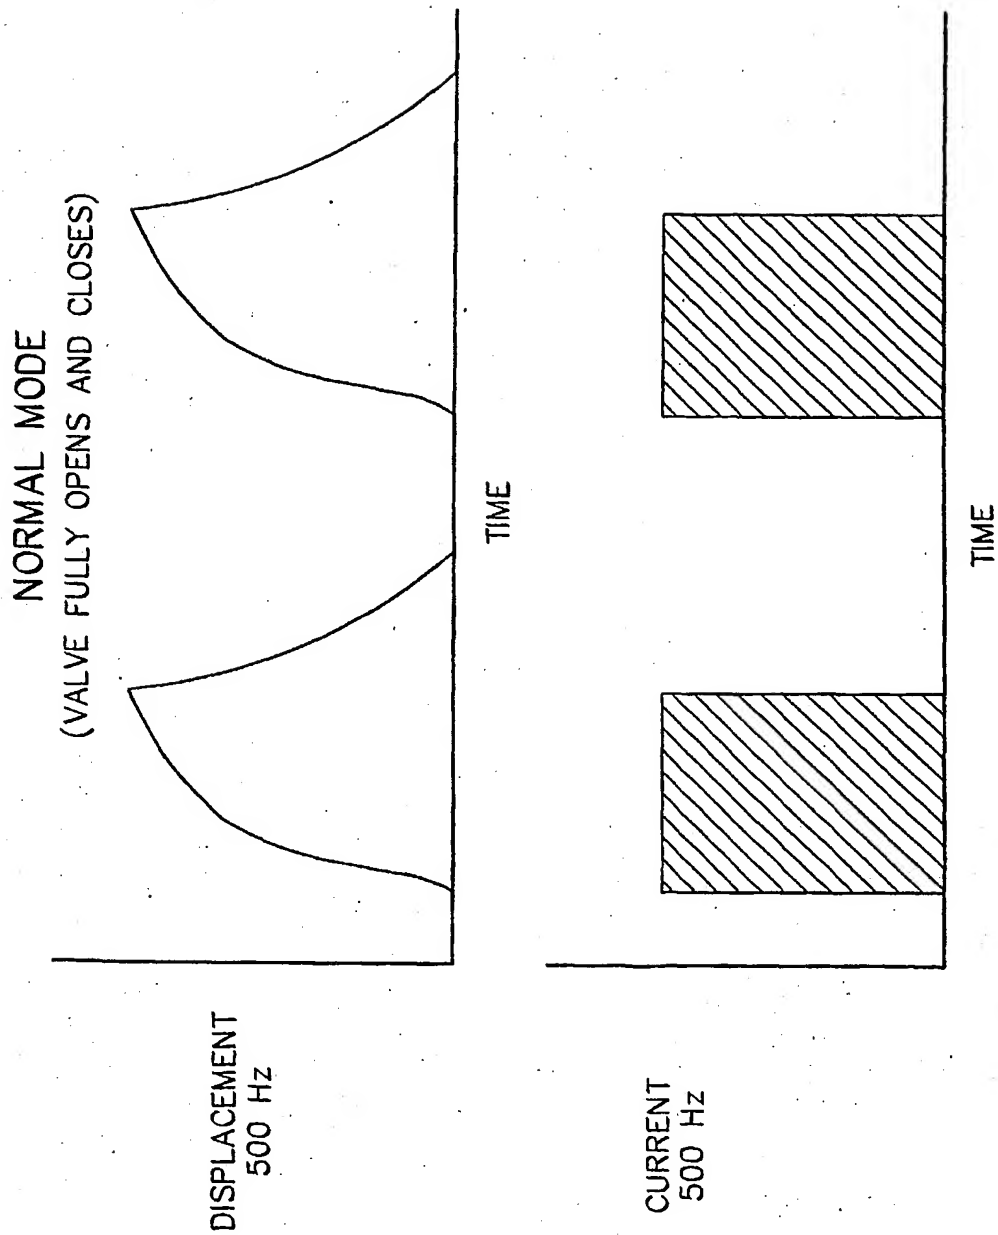 NORMAL MODE
(VALVE FULLY OPENS AND CLOSES)
DISPLACEMENT
500 Hz
TIME
CURRENT
500 Hz
TIME